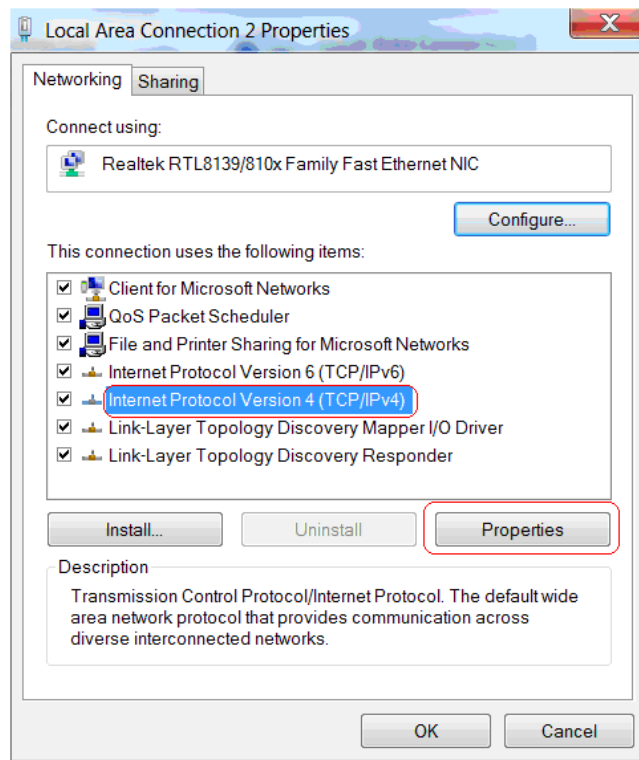 Local Area Connection 2 Properties
Networking
Sharing
Connect using:
Realtek RTL8139/810x Family Fast Ethernet NIC
Configure...
This connection uses the following items:
Client for Microsoft Networks
QoS Packet Scheduler
File and Printer Sharing for Microsoft Networks
Internet Protocol Version 6 (TCP/IPv6)
Internet Protocol Version 4 (TCP/IPv4)
Link-Layer Topology Discovery Mapper I/O Driver
Link-Layer Topology Discovery Responder
Install...
Uninstall
Properties
Description
Transmission Control Protocol/Internet Protocol. The default wide
area network protocol that provides communication across
diverse interconnected networks.
OK
Cancel